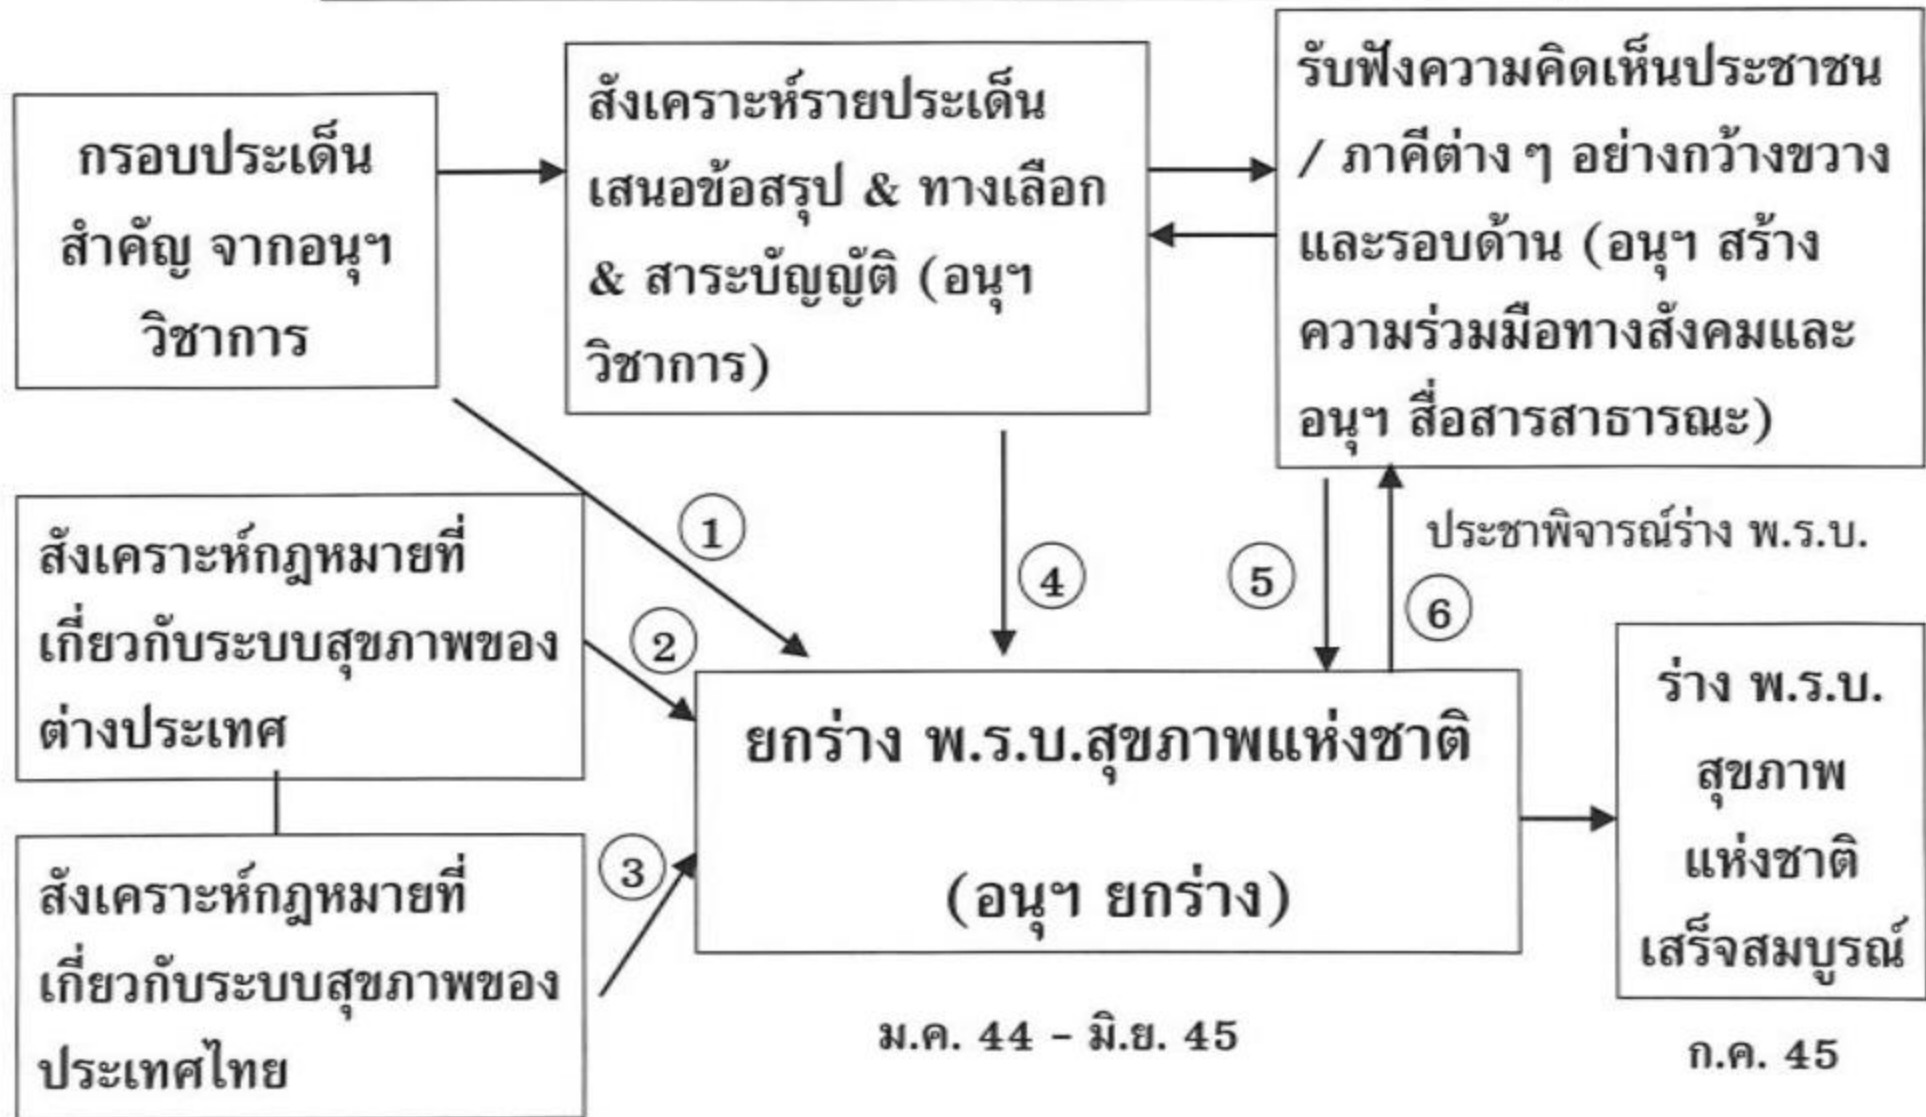 กรอบประเด็น
สำคัญ จากอนุฯ
วิชาการ
สังเคราะห์รายประเด็น
เสนอข้อสรุป & ทางเลือก
& สาระบัญญัติ (อนุฯ
วิชาการ)
รับฟังความคิดเห็นประชาชน
/ ภาคีต่าง ๆ อย่างกว้างขวาง
และรอบด้าน (อนุฯ สร้าง
ความร่วมมือทางสังคมและ
อนุฯ สื่อสารสาธารณะ)
1
4
5
6
ประชาพิจารณ์ร่าง พ.ร.บ.
สังเคราะห์กฎหมายที่
เกี่ยวกับระบบสุขภาพของ
ต่างประเทศ
2
ยกร่าง พ.ร.บ.สุขภาพแห่งชาติ
(อนุฯ ยกร่าง)
ร่าง พ.ร.บ.
สุขภาพ
แห่งชาติ
เสร็จสมบูรณ์
สังเคราะห์กฎหมายที่
เกี่ยวกับระบบสุขภาพของ
ประเทศไทย
3
ม.ค. 44 - มิ.ย. 45
ก.ค. 45